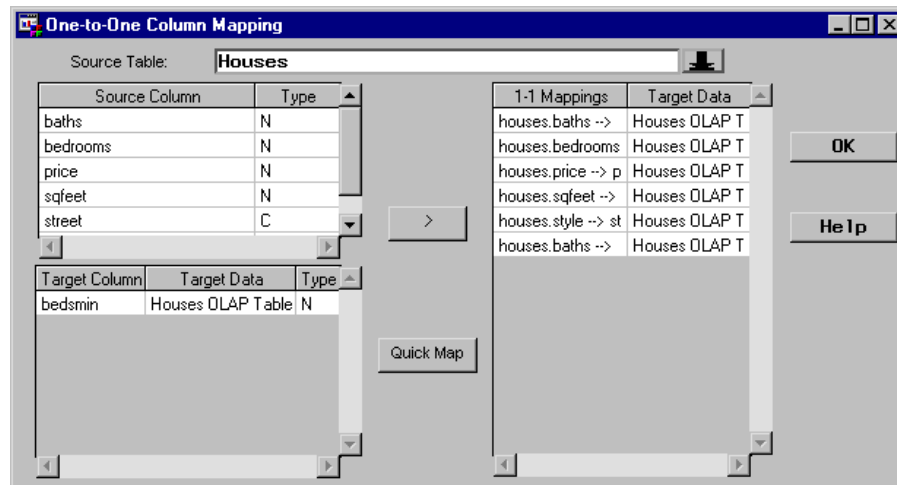 One-to-One Column Mapping
Source Table: Houses
Source Column Type
baths N
bedrooms N
price N
sqfeet N
street C
Target Column Target Data Type
bedsmin Houses OLAP Table N
>
Quick Map
1-1 Mappings Target Data
houses.baths --> Houses OLAP T
houses.bedrooms Houses OLAP T
houses.price --> p Houses OLAP T
houses.sqfeet --> Houses OLAP T
houses.style --> st Houses OLAP T
houses.baths --> Houses OLAP T
OK
Help